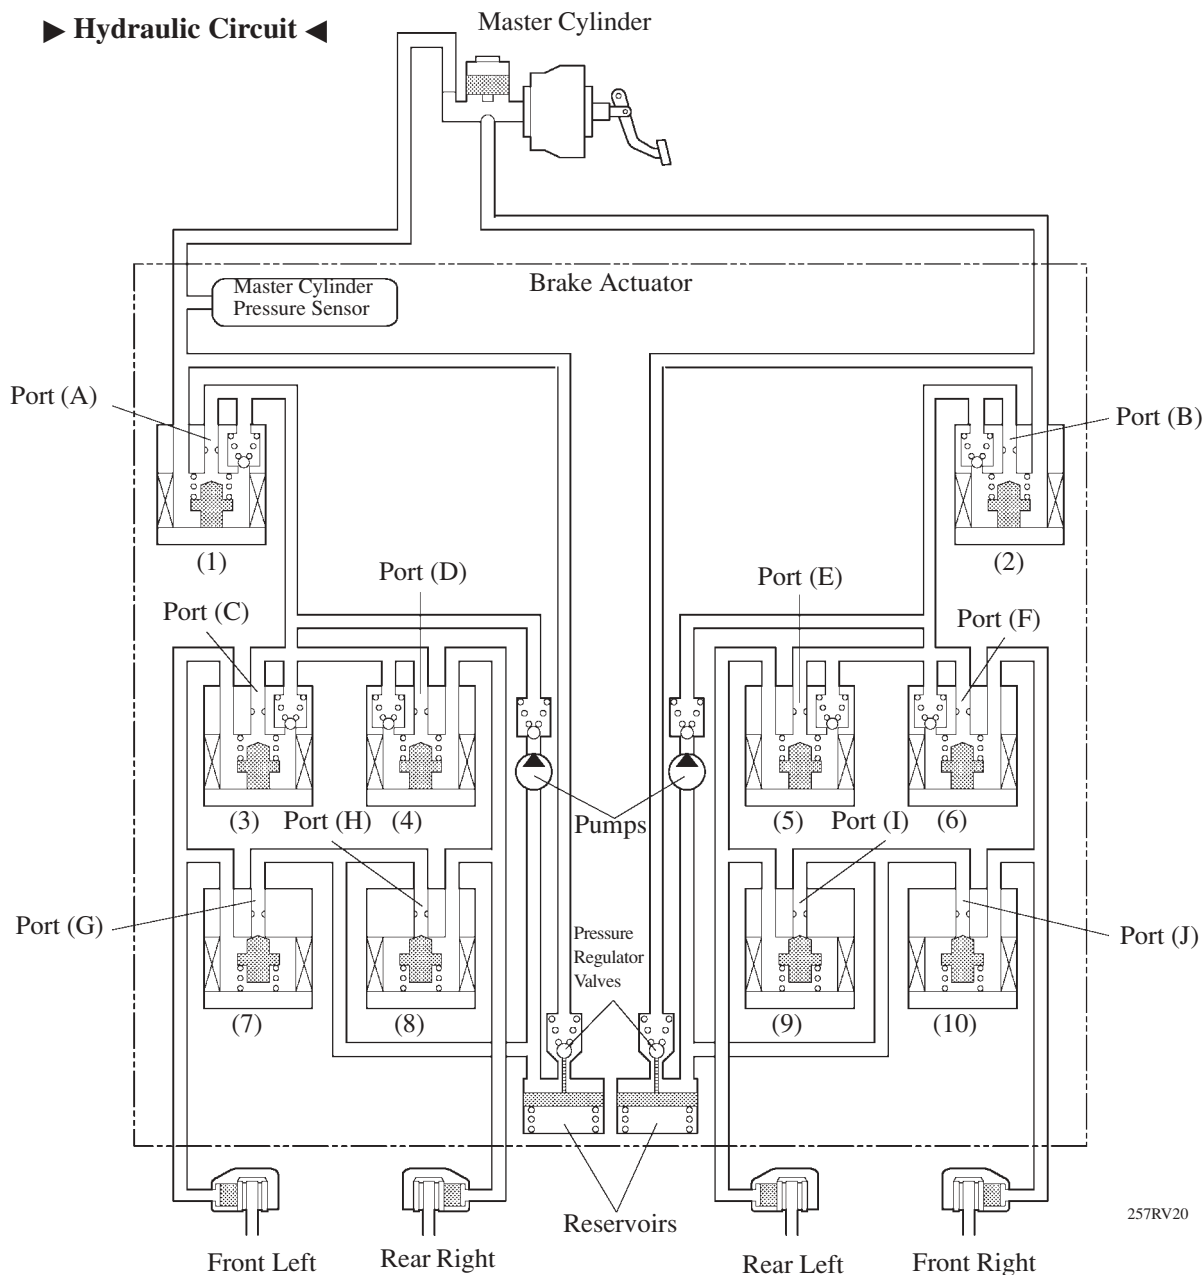 ▶ Hydraulic Circuit ◀
Master Cylinder
Brake Actuator
Master Cylinder
Pressure Sensor
Port (A)
Port (B)
(1)
(2)
Port (D)
Port (E)
Port (C)
Port (F)
(3)
Port (H)
(4)
Pumps
(5)
Port (I)
(6)
Port (G)
Port (J)
Pressure
Regulator
Valves
(7)
(8)
(9)
(10)
Reservoirs
257RV20
Front Left
Rear Right
Rear Left
Front Right